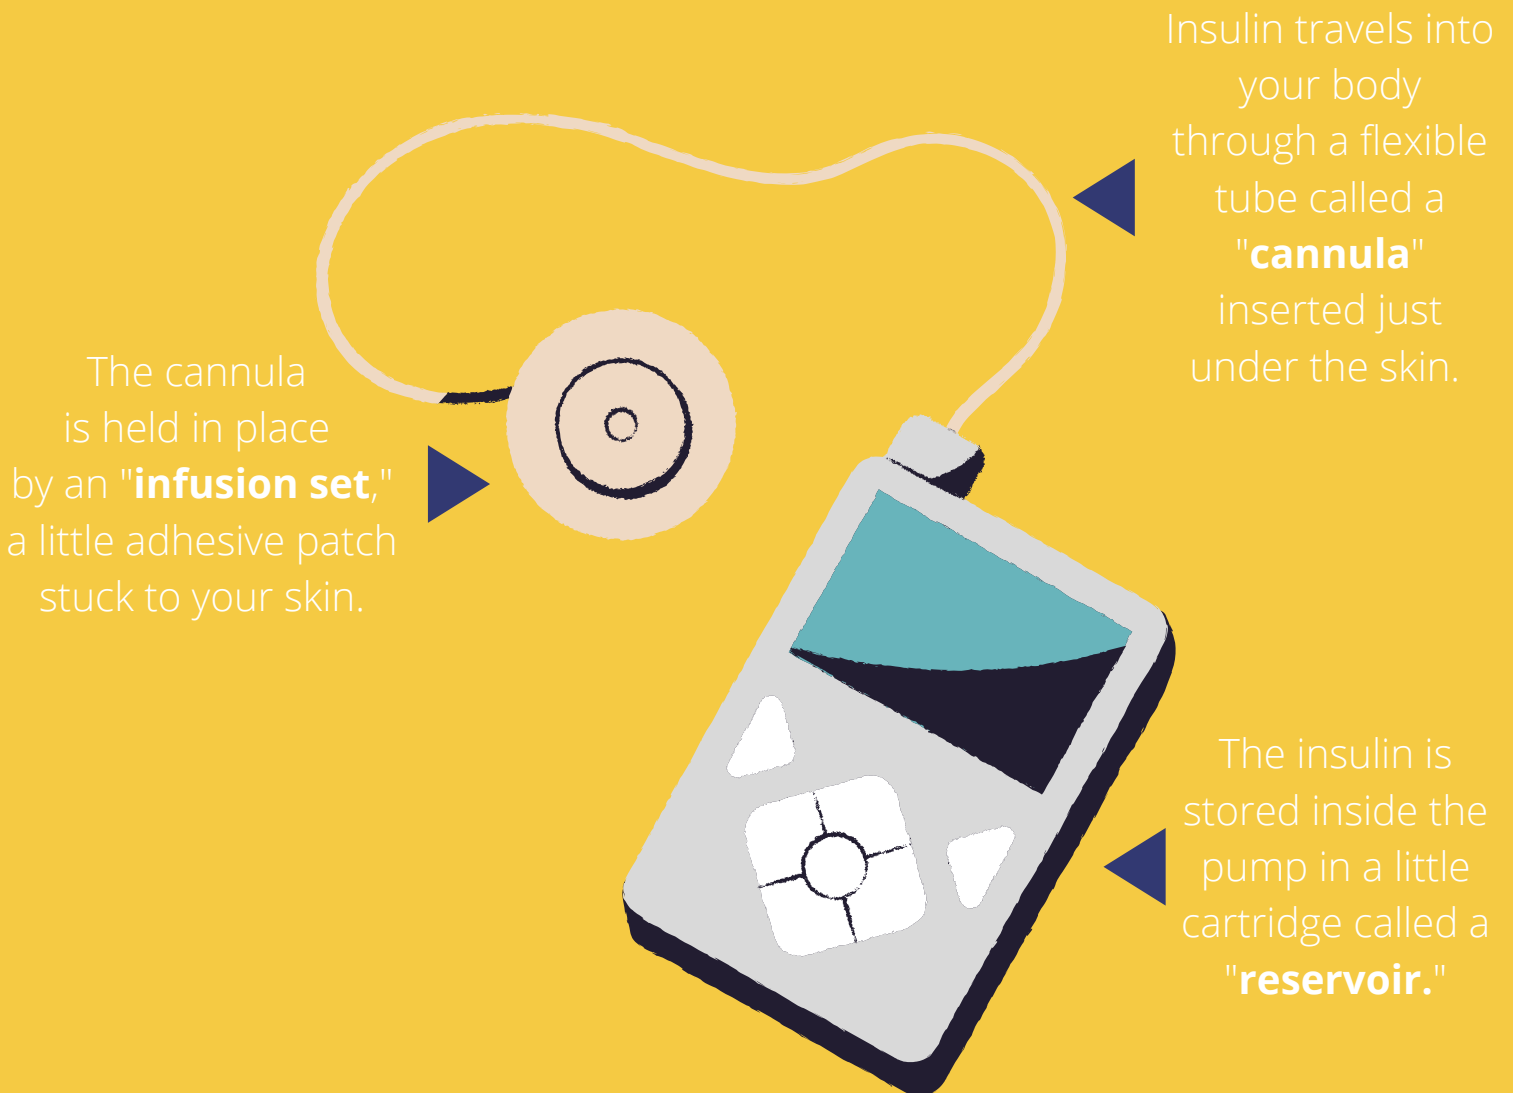 Insulin travels into
your body
through a flexible
tube called a
"cannula"
inserted just
under the skin.
The cannula
is held in place
by an "infusion set,"
a little adhesive patch
stuck to your skin.
The insulin is
stored inside the
pump in a little
cartridge called a
"reservoir."